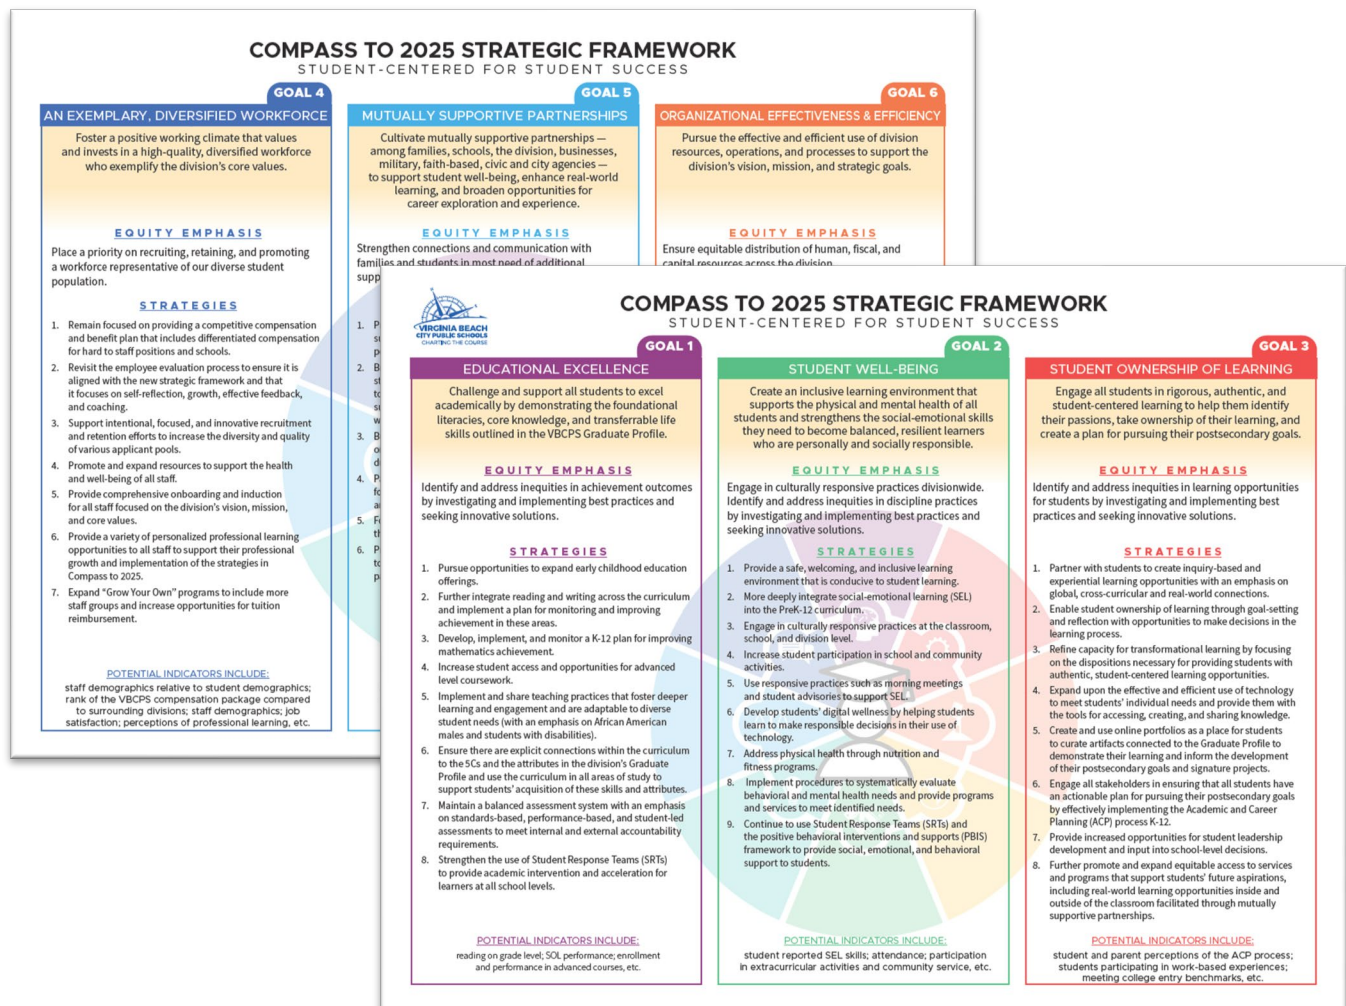 COMPASS TO 2025 STRATEGIC FRAMEWORK
STUDENT-CENTERED FOR STUDENT SUCCESS
GOAL 4
AN EXEMPLARY, DIVERSIFIED WORKFORCE
Foster a positive working climate that values
and invests in a high-quality, diversified workforce
who exemplify the division's core values.
EQUITY EMPHASIS
Place a priority on recruiting, retaining, and promoting
a workforce representative of our diverse student
population.
STRATEGIES
1. Remain focused on providing a competitive compensation
and benefit plan that includes differentiated compensation
for hard to staff positions and schools.
2. Revisit the employee evaluation process to ensure it is
aligned with the new strategic framework and that
it focuses on self-reflection, growth, effective feedback,
and coaching.
3. Support intentional, focused, and innovative recruitment
and retention efforts to increase the diversity and quality
of various applicant pools.
4. Promote and expand resources to support the health
and well-being of all staff.
5. Provide comprehensive onboarding and induction
for all staff focused on the division's vision, mission,
and core values.
6. Provide a variety of personalized professional learning
opportunities to all staff to support their professional
growth and implementation of the strategies in
Compass to 2025.
7. Expand "Grow Your Own" programs to include more
staff groups and increase opportunities for tuition
reimbursement.
POTENTIAL INDICATORS INCLUDE:
staff demographics relative to student demographics;
rank of the VBCPS compensation package compared
to surrounding divisions; staff demographics; job
satisfaction; perceptions of professional learning, etc.
GOAL 5
MUTUALLY SUPPORTIVE PARTNERSHIPS
Cultivate mutually supportive partnerships —
among families, schools, the division, businesses,
military, faith-based, civic and city agencies —
to support student well-being, enhance real-world
learning, and broaden opportunities for
career exploration and experience.
EQUITY EMPHASIS
Strengthen connections and communication with
families and students in most need of additional
supp
1. P
2. B
3. B
4. P
5. F
6. P
GOAL 6
ORGANIZATIONAL EFFECTIVENESS & EFFICIENCY
Pursue the effective and efficient use of division
resources, operations, and processes to support the
division's vision, mission, and strategic goals.
EQUITY EMPHASIS
Ensure equitable distribution of human, fiscal, and
capital resources across the division.
VIRGINIA BEACH
CITY PUBLIC SCHOOLS
CHARTING THE COURSE
COMPASS TO 2025 STRATEGIC FRAMEWORK
STUDENT-CENTERED FOR STUDENT SUCCESS
GOAL 1
EDUCATIONAL EXCELLENCE
Challenge and support all students to excel
academically by demonstrating the foundational
literacies, core knowledge, and transferrable life
skills outlined in the VBCPS Graduate Profile.
EQUITY EMPHASIS
Identify and address inequities in achievement outcomes
by investigating and implementing best practices and
seeking innovative solutions.
STRATEGIES
1. Pursue opportunities to expand early childhood education
offerings.
2. Further integrate reading and writing across the curriculum
and implement a plan for monitoring and improving
achievement in these areas.
3. Develop, implement, and monitor a K-12 plan for improving
mathematics achievement.
4. Increase student access and opportunities for advanced
level coursework.
5. Implement and share teaching practices that foster deeper
learning and engagement and are adaptable to diverse
student needs (with an emphasis on African American
males and students with disabilities).
6. Ensure there are explicit connections within the curriculum
to the 5Cs and the attributes in the division's Graduate
Profile and use the curriculum in all areas of study to
support students' acquisition of these skills and attributes.
7. Maintain a balanced assessment system with an emphasis
on standards-based, performance-based, and student-led
assessments to meet internal and external accountability
requirements.
8. Strengthen the use of Student Response Teams (SRTs)
to provide academic intervention and acceleration for
learners at all school levels.
POTENTIAL INDICATORS INCLUDE:
reading on grade level; SOL performance; enrollment
and performance in advanced courses, etc.
GOAL 2
STUDENT WELL-BEING
Create an inclusive learning environment that
supports the physical and mental health of all
students and strengthens the social-emotional skills
they need to become balanced, resilient learners
who are personally and socially responsible.
EQUITY EMPHASIS
Engage in culturally responsive practices divisionwide.
Identify and address inequities in discipline practices
by investigating and implementing best practices and
seeking innovative solutions.
STRATEGIES
1. Provide a safe, welcoming, and inclusive learning
environment that is conducive to student learning.
2. More deeply integrate social-emotional learning (SEL)
into the PreK-12 curriculum.
3. Engage in culturally responsive practices at the classroom,
school, and division level.
4. Increase student participation in school and community
activities.
5. Use responsive practices such as morning meetings
and student advisories to support SEL.
6. Develop students' digital wellness by helping students
learn to make responsible decisions in their use of
technology.
7. Address physical health through nutrition and
fitness programs.
8. Implement procedures to systematically evaluate
behavioral and mental health needs and provide programs
and services to meet identified needs.
9. Continue to use Student Response Teams (SRTs) and
the positive behavioral interventions and supports (PBIS)
framework to provide social, emotional, and behavioral
support to students.
POTENTIAL INDICATORS INCLUDE:
student reported SEL skills; attendance; participation
in extracurricular activities and community service, etc.
GOAL 3
STUDENT OWNERSHIP OF LEARNING
Engage all students in rigorous, authentic, and
student-centered learning to help them identify
their passions, take ownership of their learning, and
create a plan for pursuing their postsecondary goals.
EQUITY EMPHASIS
Identify and address inequities in learning opportunities
for students by investigating and implementing best
practices and seeking innovative solutions.
STRATEGIES
1. Partner with students to create inquiry-based and
experiential learning opportunities with an emphasis on
global, cross-curricular and real-world connections.
2. Enable student ownership of learning through goal-setting
and reflection with opportunities to make decisions in the
learning process.
3. Refine capacity for transformational learning by focusing
on the dispositions necessary for providing students with
authentic, student-centered learning opportunities.
4. Expand upon the effective and efficient use of technology
to meet students' individual needs and provide them with
the tools for accessing, creating, and sharing knowledge.
5. Create and use online portfolios as a place for students
to curate artifacts connected to the Graduate Profile to
demonstrate their learning and inform the development
of their postsecondary goals and signature projects.
6. Engage all stakeholders in ensuring that all students have
an actionable plan for pursuing their postsecondary goals
by effectively implementing the Academic and Career
Planning (ACP) process K-12.
7. Provide increased opportunities for student leadership
development and input into school-level decisions.
8. Further promote and expand equitable access to services
and programs that support students' future aspirations,
including real-world learning opportunities inside and
outside of the classroom facilitated through mutually
supportive partnerships.
POTENTIAL INDICATORS INCLUDE:
student and parent perceptions of the ACP process;
students participating in work-based experiences;
meeting college entry benchmarks, etc.